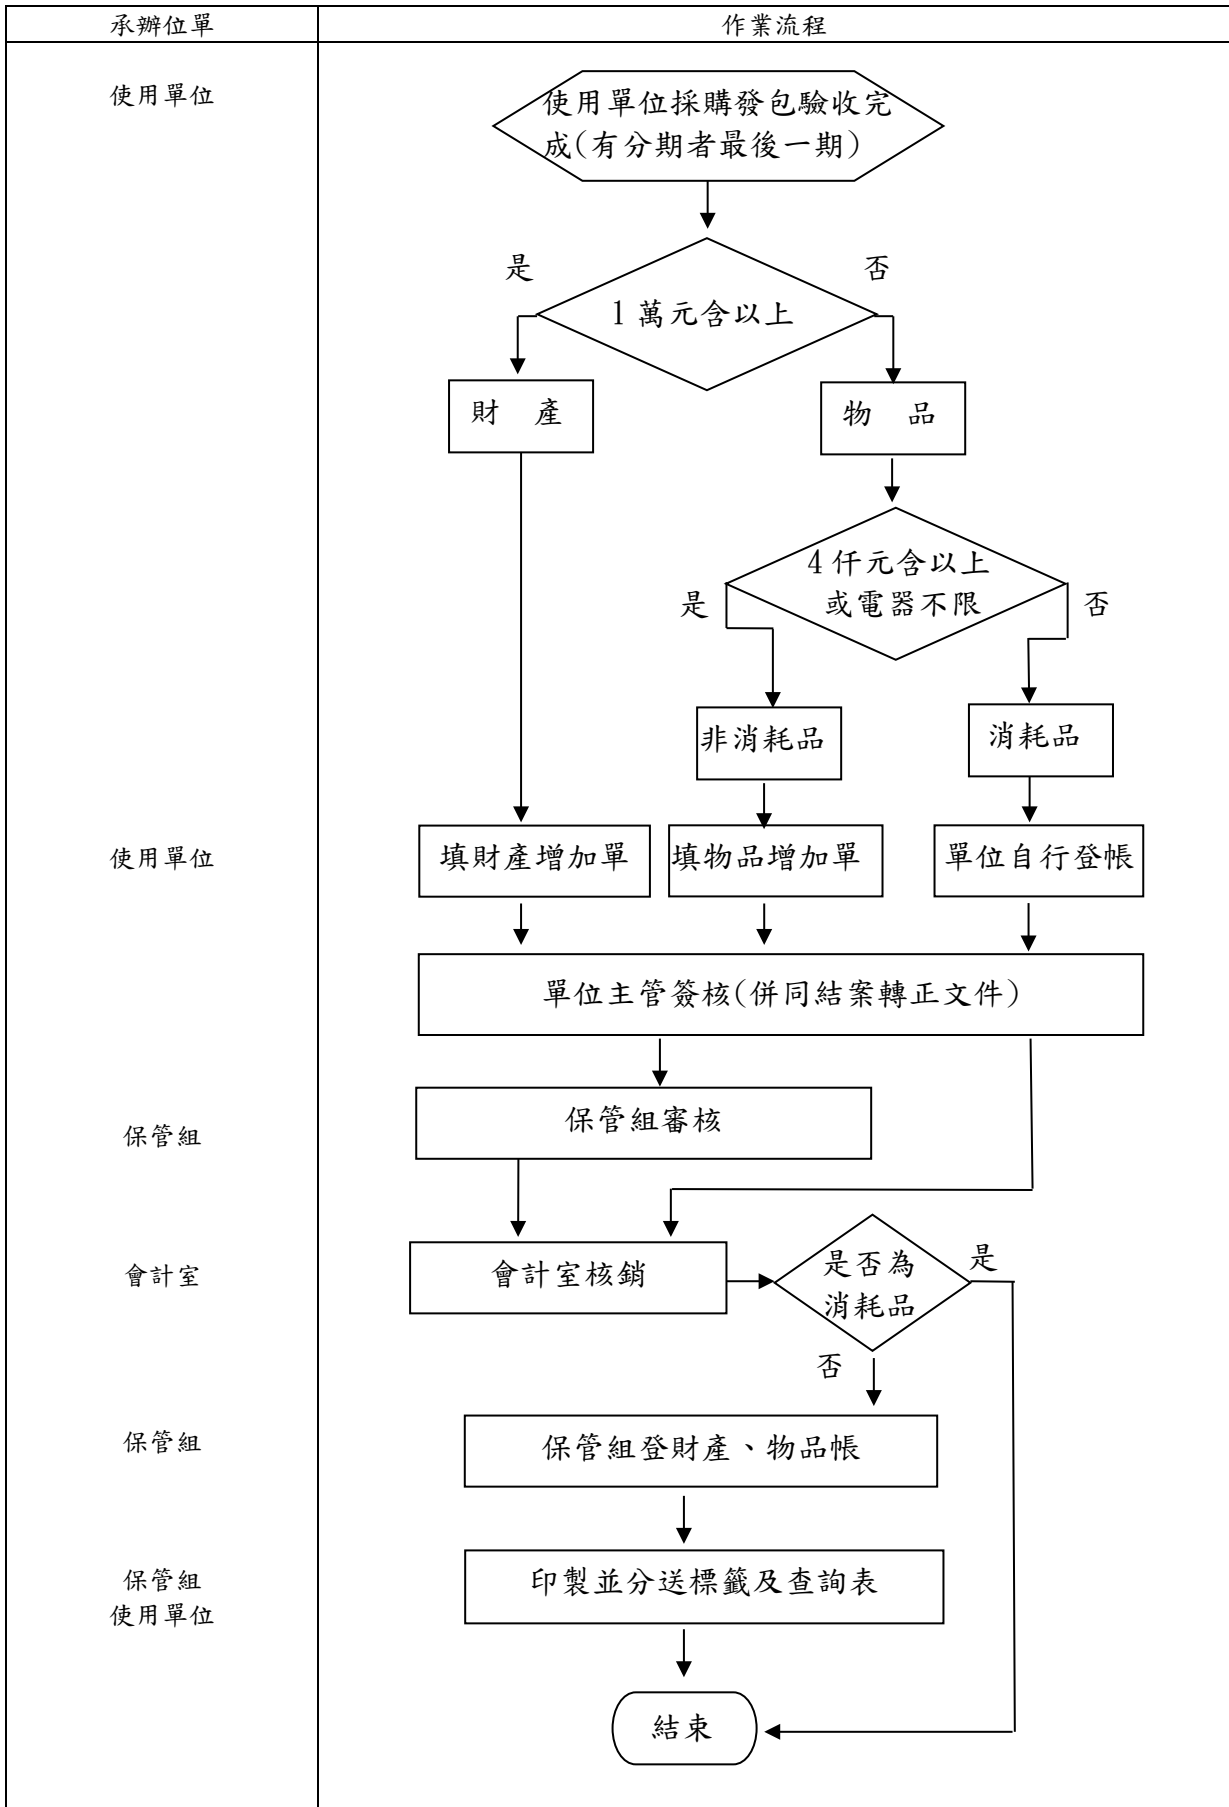 承辦位單
作業流程
使用單位
使用單位採購發包驗收完
成(有分期者最後一期)
是
否
1萬元含以上
財 產
物 品
4仟元含以上
或電器不限
是
否
非消耗品
消耗品
使用單位
填財產增加單
填物品增加單
單位自行登帳
單位主管簽核(併同結案轉正文件)
保管組
保管組審核
會計室
會計室核銷
是否為
消耗品
是
否
保管組
保管組登財產、物品帳
保管組
使用單位
印製並分送標籤及查詢表
結束